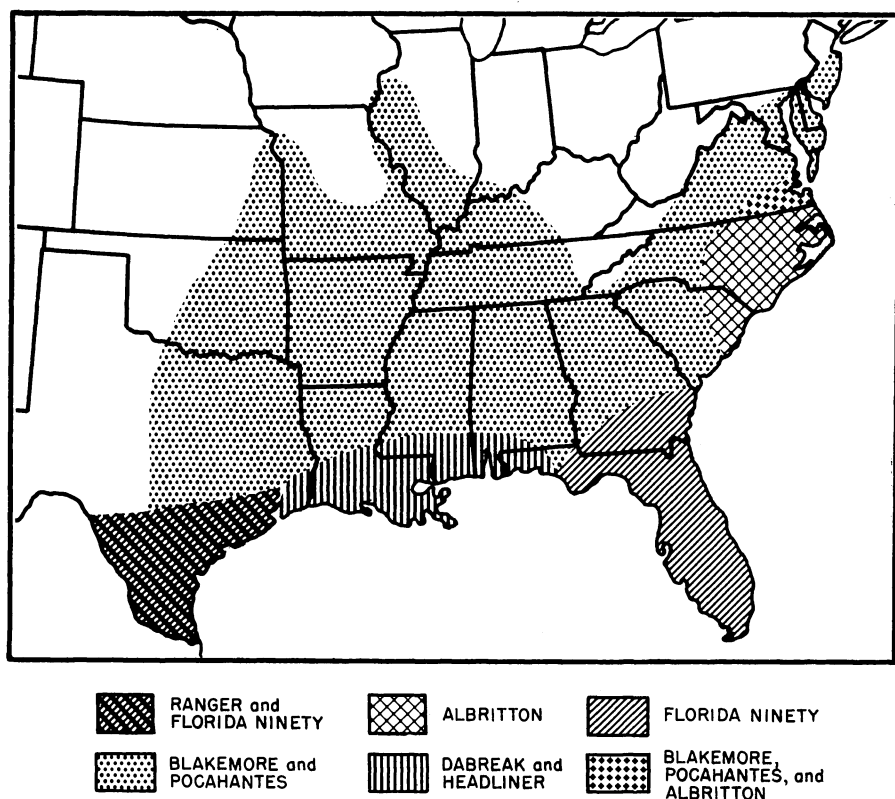 RANGER and
FLORIDA NINETY
ALBRITTON
FLORIDA NINETY
BLAKEMORE and
POCAHANTES
DABREAK and
HEADLINER
BLAKEMORE,
POCAHANTES, and
ALBRITTON